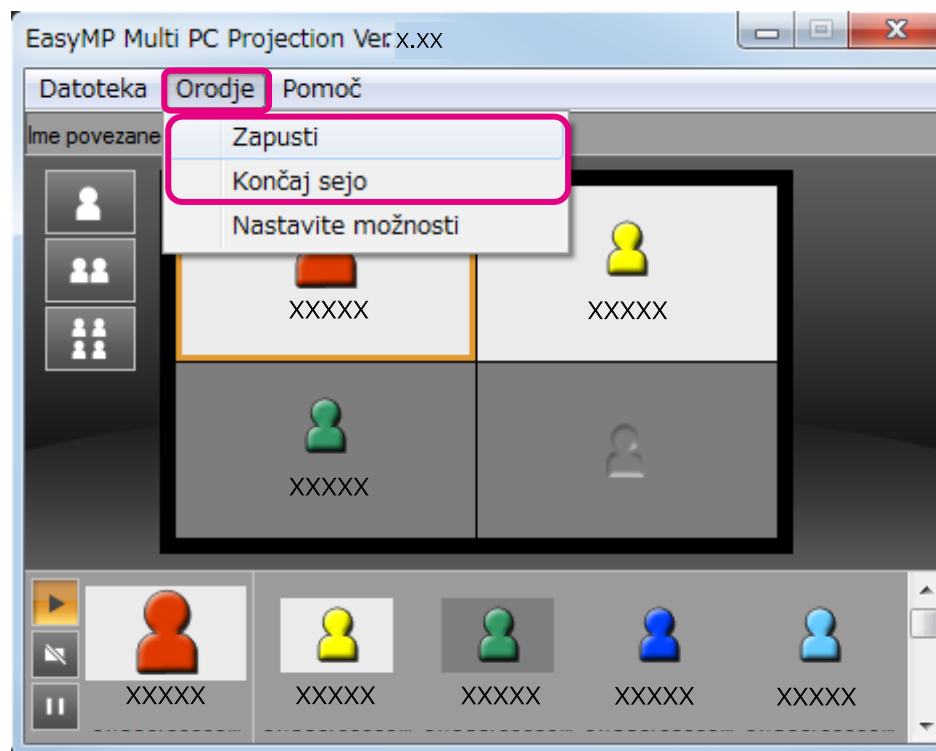 EasyMP Multi PC Projection Ver. x.xx
Datoteka Orodje Pomoč
Ime povezane
Zapusti
Končaj sejo
Nastavite možnosti
XXXXX XXXXX
XXXXX
XXXXX XXXXX XXXXX XXXXX XXXXX